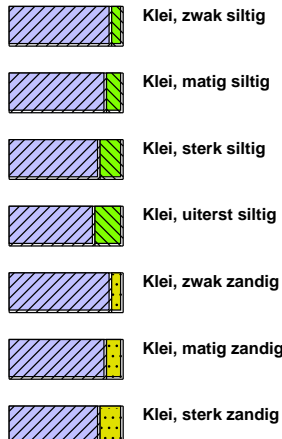 Klei, zwak siltig
Klei, matig siltig
Klei, sterk siltig
Klei, uiterst siltig
Klei, zwak zandig
Klei, matig zandig
Klei, sterk zandig